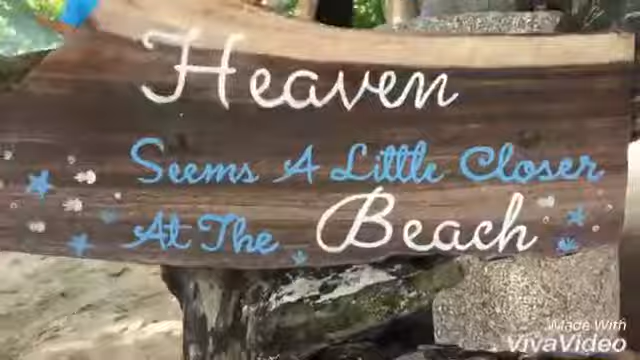 Heaven
Seems A Little Closer
At The Beach
Made With
VivaVideo